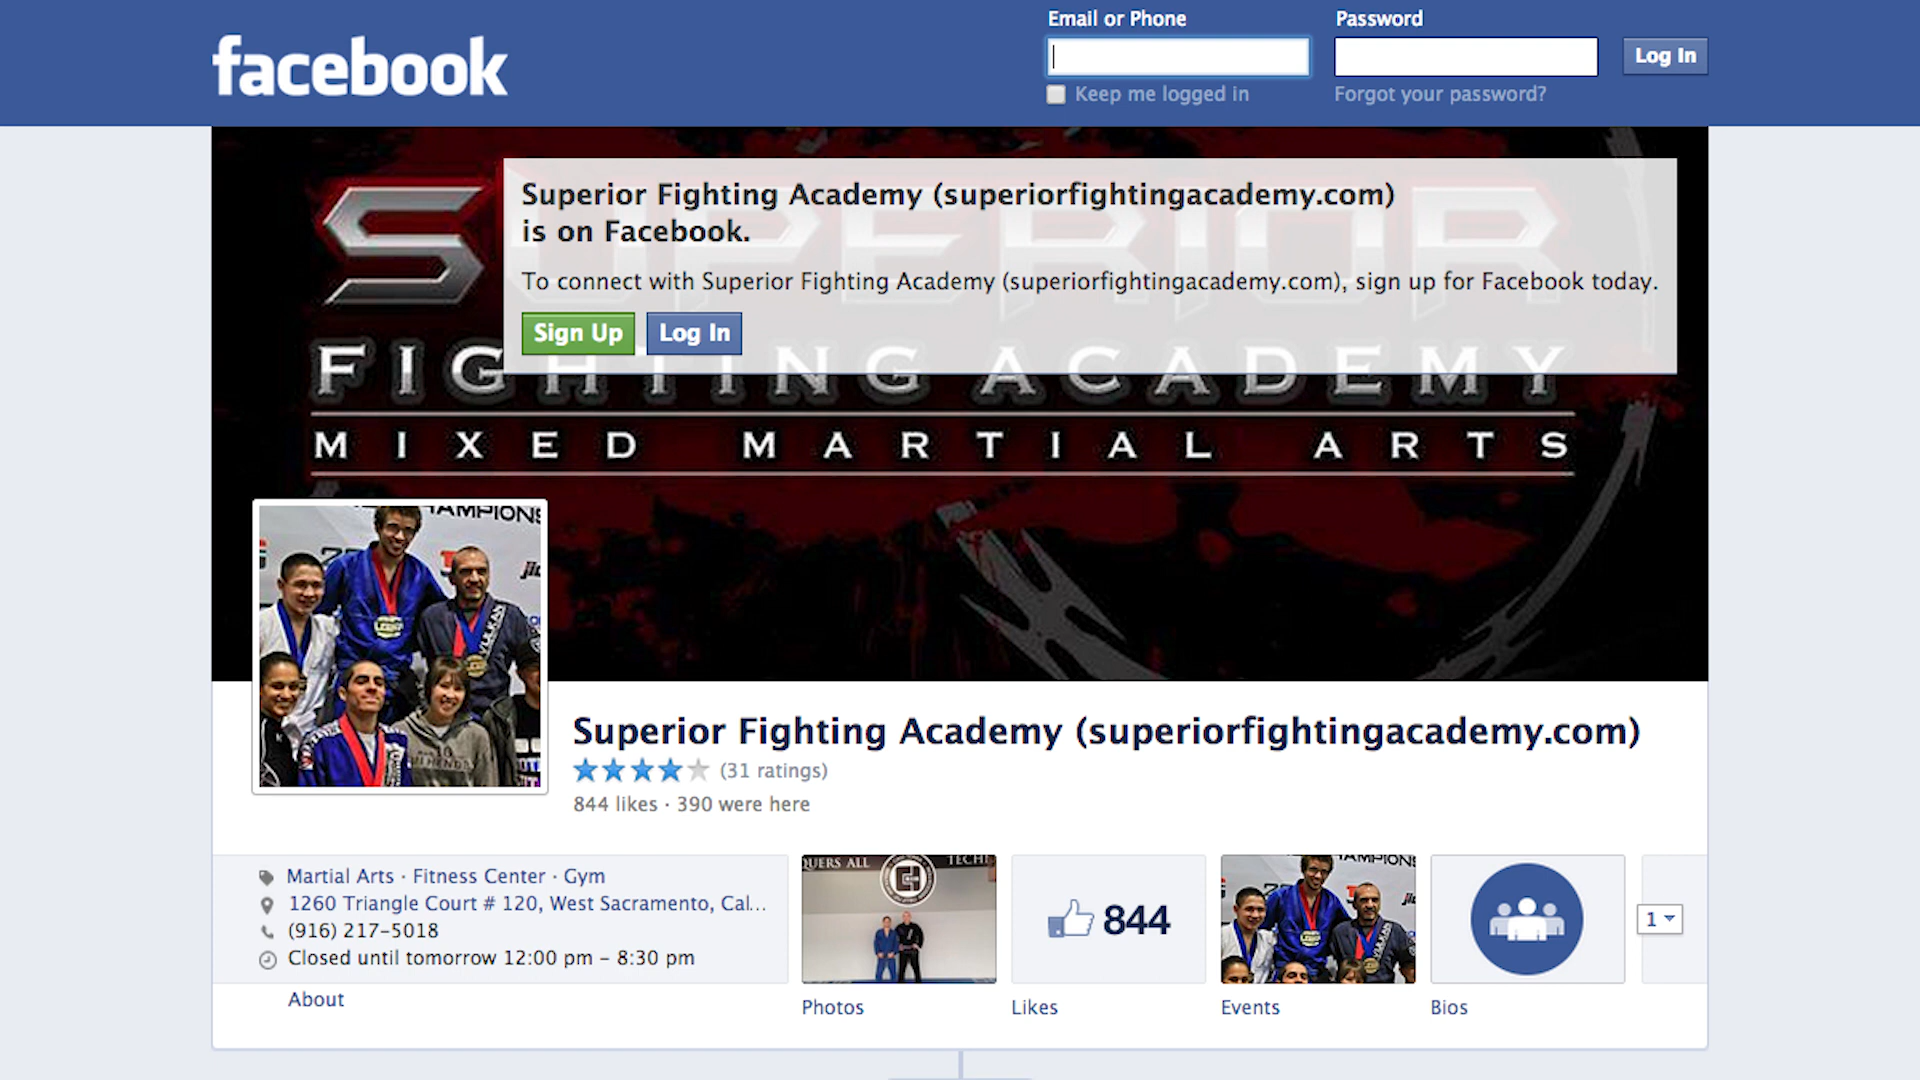 facebook
Email or Phone
Password
Log In
Keep me logged in
Forgot your password?
SUPERIOR
Superior Fighting Academy (superiorfightingacademy.com)
is on Facebook.
To connect with Superior Fighting Academy (superiorfightingacademy.com), sign up for Facebook today.
Sign Up
Log In
FIGHTING ACADEMY
MIXED MARTIAL ARTS
Superior Fighting Academy (superiorfightingacademy.com)
(31 ratings)
844 likes · 390 were here
Martial Arts · Fitness Center · Gym
1260 Triangle Court # 120, West Sacramento, Cal...
(916) 217-5018
Closed until tomorrow 12:00 pm – 8:30 pm
About
844
1
Photos
Likes
Events
Bios